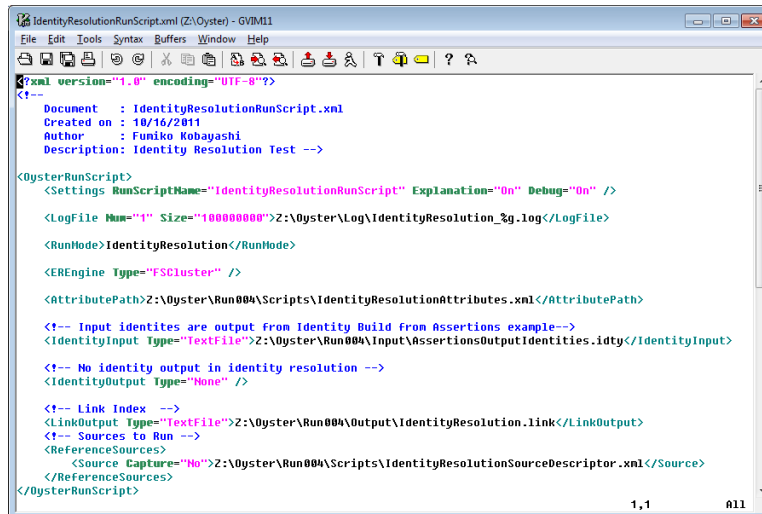 IdentityResolutionRunScript.xml (Z:\Oyster) - GVIM11
File Edit Tools Syntax Buffers Window Help
<?xml version="1.0" encoding="UTF-8"?>
<!--
    Document   : IdentityResolutionRunScript.xml
    Created on : 10/16/2011
    Author     : Fumiko Kobayashi
    Description: Identity Resolution Test -->
<OysterRunScript>
    <Settings RunScriptName="IdentityResolutionRunScript" Explanation="On" Debug="On" />
    <LogFile Num="1" Size="100000000">Z:\Oyster\Log\IdentityResolution_%g.log</LogFile>
    <RunMode>IdentityResolution</RunMode>
    <EREngine Type="FSCluster" />
    <AttributePath>Z:\Oyster\Run004\Scripts\IdentityResolutionAttributes.xml</AttributePath>
    <!-- Input identites are output from Identity Build from Assertions example-->
    <IdentityInput Type="TextFile">Z:\Oyster\Run004\Input\AssertionsOutputIdentities.idty</IdentityInput>
    <!-- No identity output in identity resolution -->
    <IdentityOutput Type="None" />
    <!-- Link Index  -->
    <LinkOutput Type="TextFile">Z:\Oyster\Run004\Output\IdentityResolution.link</LinkOutput>
    <!-- Sources to Run -->
    <ReferenceSources>
        <Source Capture="No">Z:\Oyster\Run004\Scripts\IdentityResolutionSourceDescriptor.xml</Source>
    </ReferenceSources>
</OysterRunScript>
1,1 All